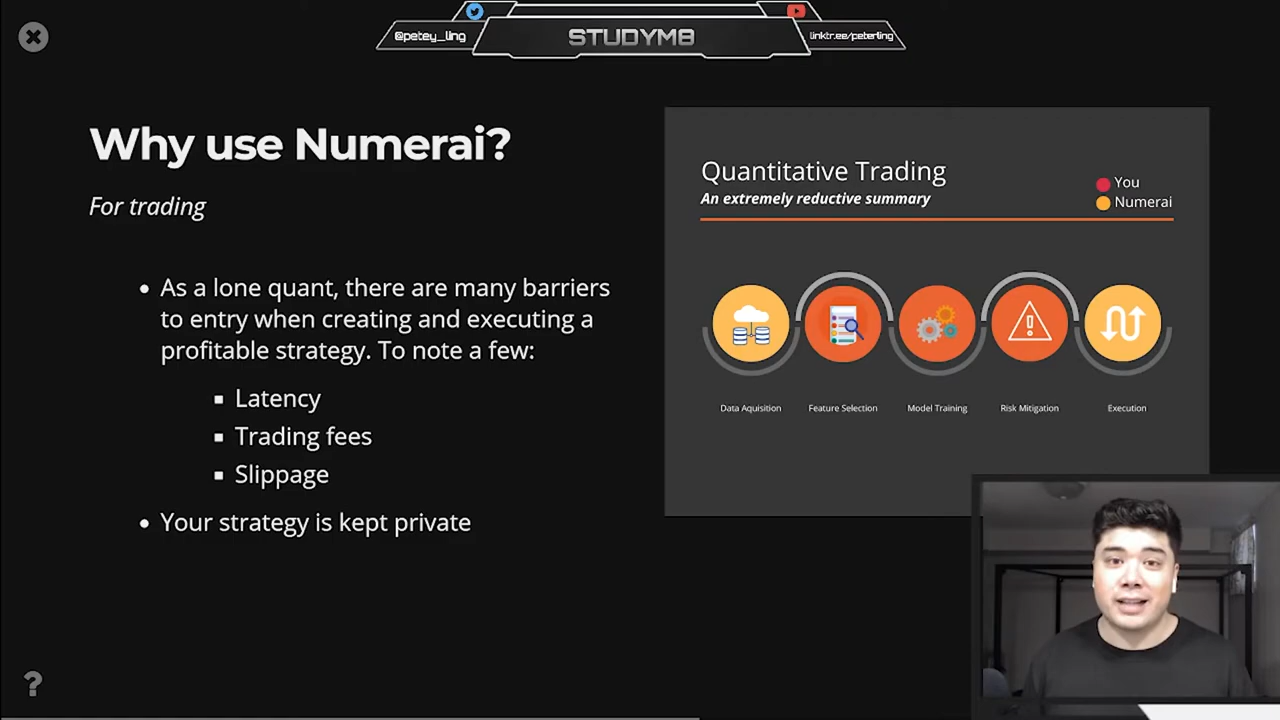 @petey_ling
STUDYM8
linktr.ee/peterling
Why use Numerai?
For trading
As a lone quant, there are many barriers
to entry when creating and executing a
profitable strategy. To note a few:
Latency
Trading fees
Slippage
Your strategy is kept private
Quantitative Trading
An extremely reductive summary
You
Numerai
Data Aquisition
Feature Selection
Model Training
Risk Mitigation
Execution
?